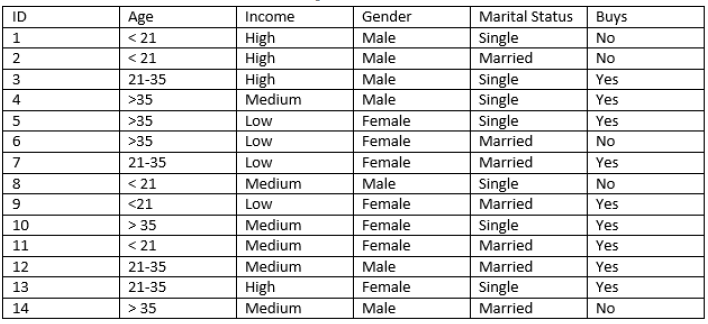 ID Age Income Gender Marital Status Buys
1 < 21 High Male Single No
2 < 21 High Male Married No
3 21-35 High Male Single Yes
4 >35 Medium Male Single Yes
5 >35 Low Female Single Yes
6 >35 Low Female Married No
7 21-35 Low Female Married Yes
8 < 21 Medium Male Single No
9 <21 Low Female Married Yes
10 > 35 Medium Female Single Yes
11 < 21 Medium Female Married Yes
12 21-35 Medium Male Married Yes
13 21-35 High Female Single Yes
14 > 35 Medium Male Married No